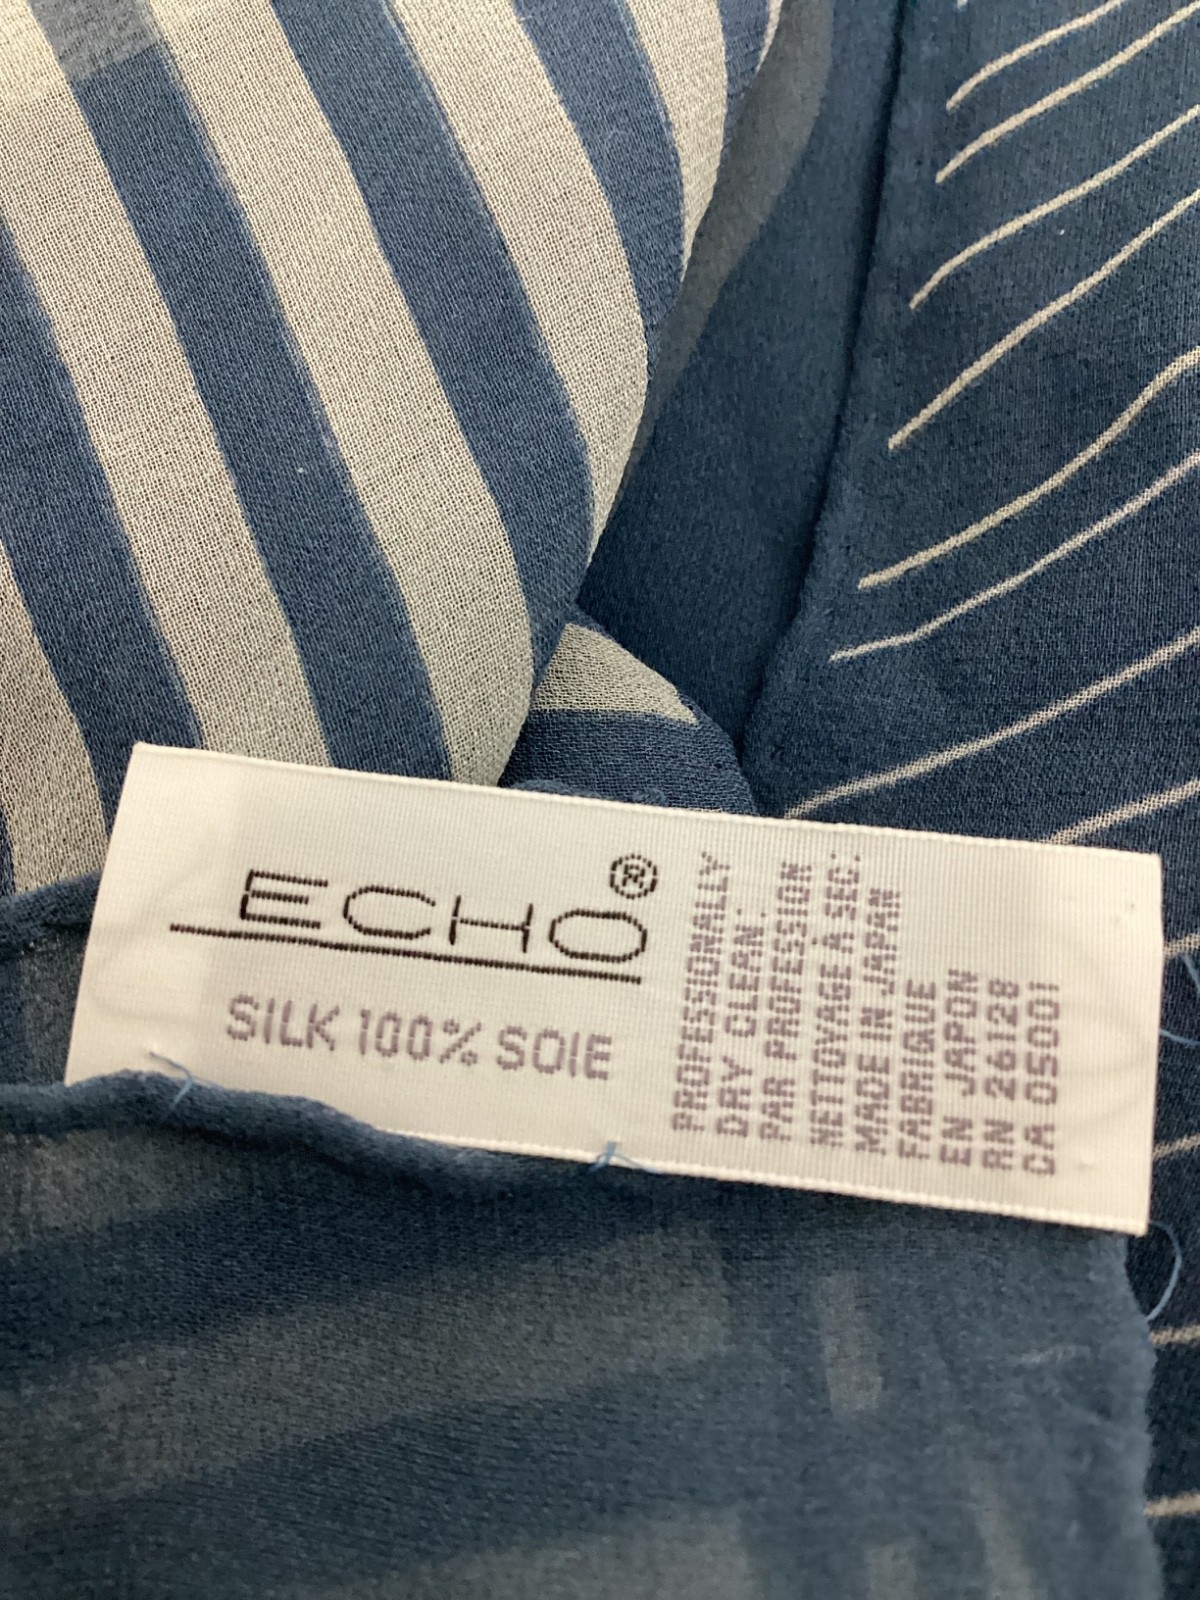 ECHO®
SILK 100% SOIE
PROFESSIONALLY
DRY CLEAN:
PAR PROFESSION
NETTOYAGE À SEC:
MADE IN JAPAN
FABRIQUE
EN JAPON
RN 26128
CA 05001